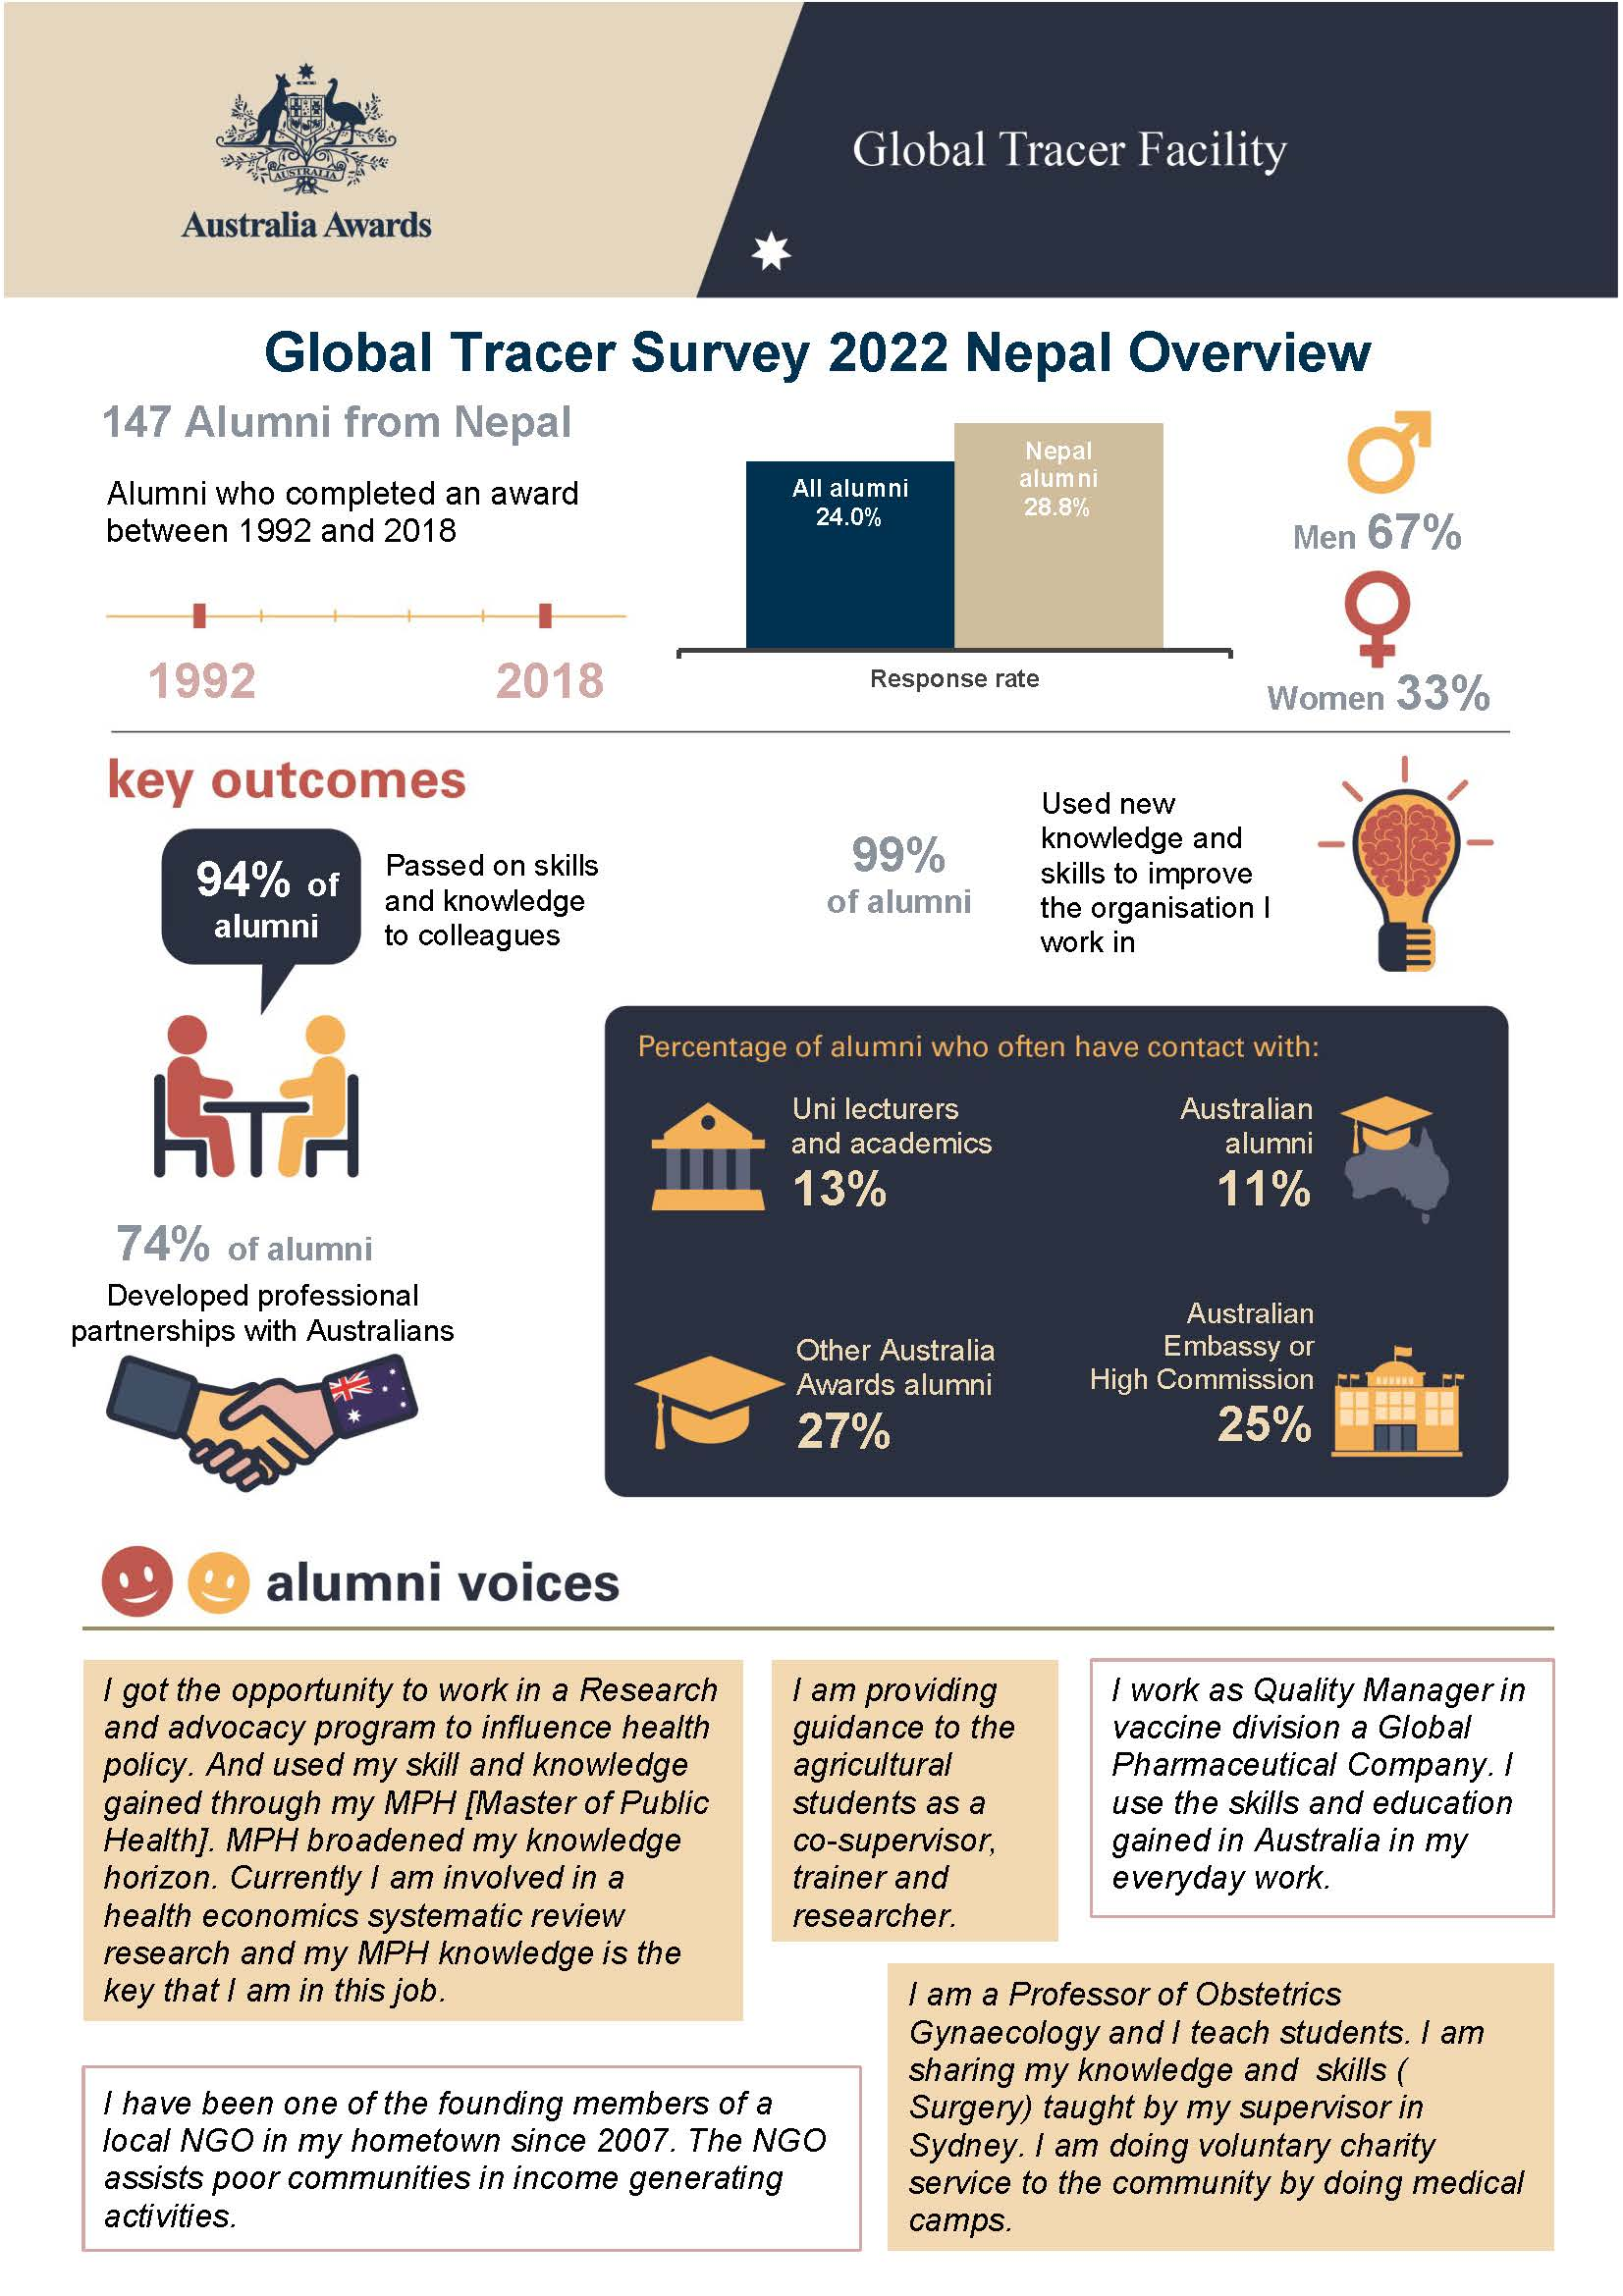 AUSTRALIA
Australia Awards
Global Tracer Facility
Global Tracer Survey 2022 Nepal Overview
147 Alumni from Nepal
Alumni who completed an award
between 1992 and 2018
1992
2018
All alumni
24.0%
Nepal
alumni
28.8%
Response rate
Men 67%
Women 33%
key outcomes
94% of
alumni
Passed on skills
and knowledge
to colleagues
99%
of alumni
Used new
knowledge and
skills to improve
the organisation I
work in
74% of alumni
Developed professional
partnerships with Australians
Percentage of alumni who often have contact with:
Uni lecturers
and academics
13%
Australian
alumni
11%
Other Australia
Awards alumni
27%
Australian
Embassy or
High Commission
25%
alumni voices
I got the opportunity to work in a Research
and advocacy program to influence health
policy. And used my skill and knowledge
gained through my MPH [Master of Public
Health]. MPH broadened my knowledge
horizon. Currently I am involved in a
health economics systematic review
research and my MPH knowledge is the
key that I am in this job.
I am providing
guidance to the
agricultural
students as a
co-supervisor,
trainer and
researcher.
I work as Quality Manager in
vaccine division a Global
Pharmaceutical Company. I
use the skills and education
gained in Australia in my
everyday work.
I have been one of the founding members of a
local NGO in my hometown since 2007. The NGO
assists poor communities in income generating
activities.
I am a Professor of Obstetrics
Gynaecology and I teach students. I am
sharing my knowledge and  skills (
Surgery) taught by my supervisor in
Sydney. I am doing voluntary charity
service to the community by doing medical
camps.